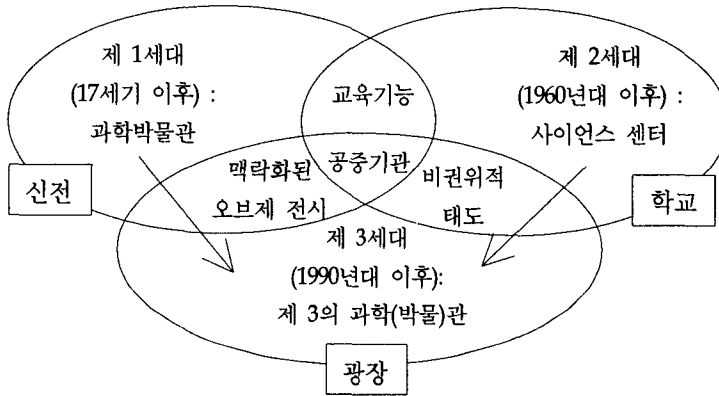 제 1세대
(17세기 이후) :
과학박물관
신전
교육기능
제 2세대
(1960년대 이후) :
사이언스 센터
학교
맥락화된
오브제 전시
공중기관
비권위적
태도
제 3세대
(1990년대 이후):
제 3의 과학(박물)관
광장